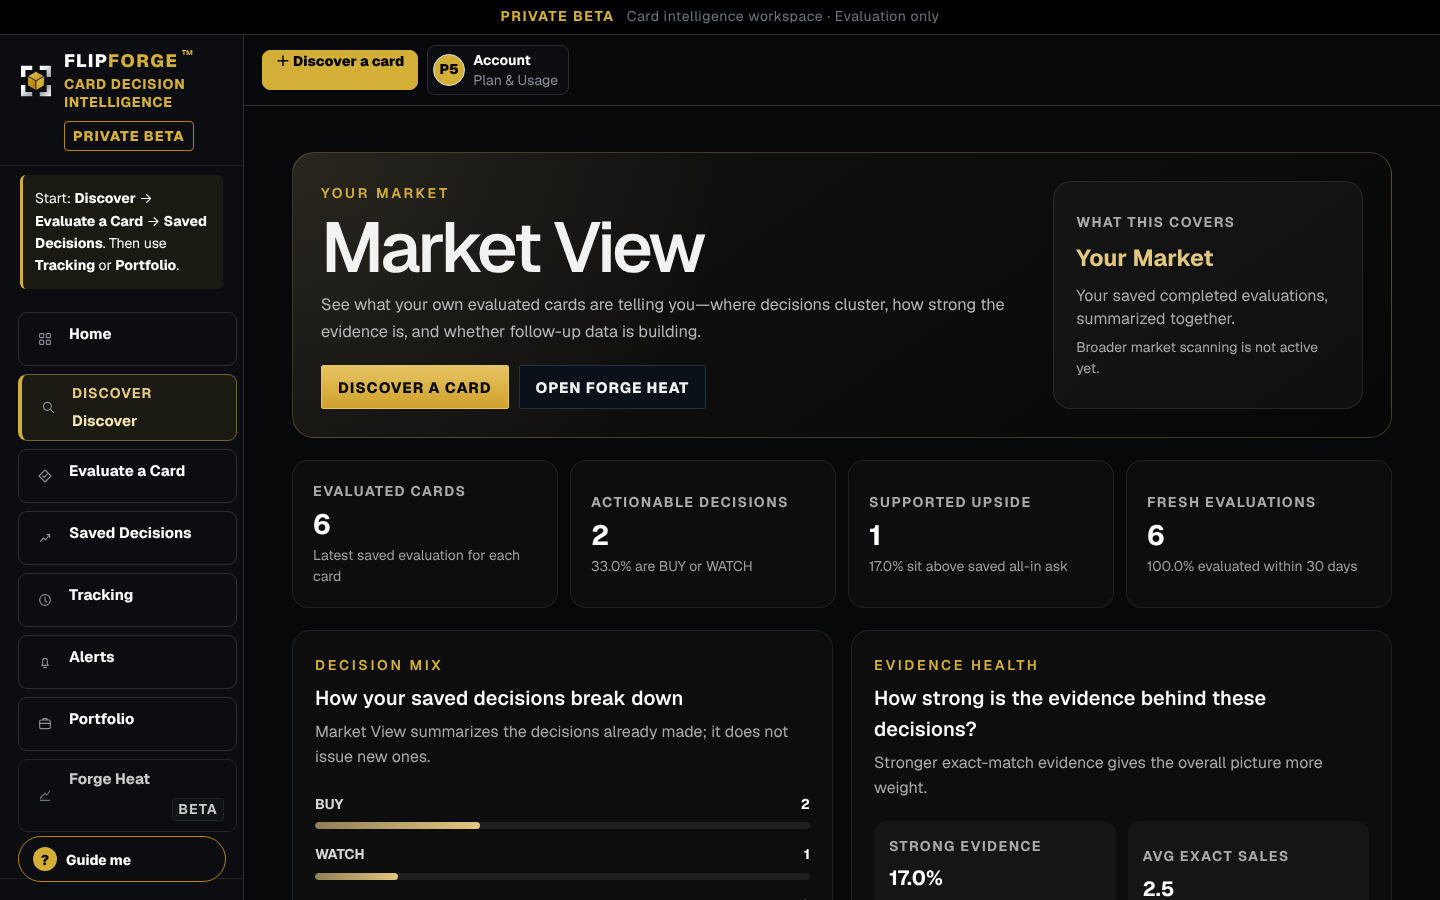 PRIVATE BETA Card intelligence workspace · Evaluation only
FLIPFORGE™
CARD DECISION
INTELLIGENCE
PRIVATE BETA
Start: Discover →
Evaluate a Card → Saved
Decisions. Then use
Tracking or Portfolio.
Home
DISCOVER
Discover
Evaluate a Card
Saved Decisions
Tracking
Alerts
Portfolio
Forge Heat
BETA
? Guide me
+ Discover a card
P5
Account
Plan & Usage
YOUR MARKET
Market View
See what your own evaluated cards are telling you—where decisions cluster, how strong the
evidence is, and whether follow-up data is building.
DISCOVER A CARD
OPEN FORGE HEAT
WHAT THIS COVERS
Your Market
Your saved completed evaluations,
summarized together.
Broader market scanning is not active
yet.
EVALUATED CARDS
6
Latest saved evaluation for each
card
ACTIONABLE DECISIONS
2
33.0% are BUY or WATCH
SUPPORTED UPSIDE
1
17.0% sit above saved all-in ask
FRESH EVALUATIONS
6
100.0% evaluated within 30 days
DECISION MIX
How your saved decisions break down
Market View summarizes the decisions already made; it does not
issue new ones.
BUY 2
WATCH 1
EVIDENCE HEALTH
How strong is the evidence behind these
decisions?
Stronger exact-match evidence gives the overall picture more
weight.
STRONG EVIDENCE
17.0%
AVG EXACT SALES
2.5